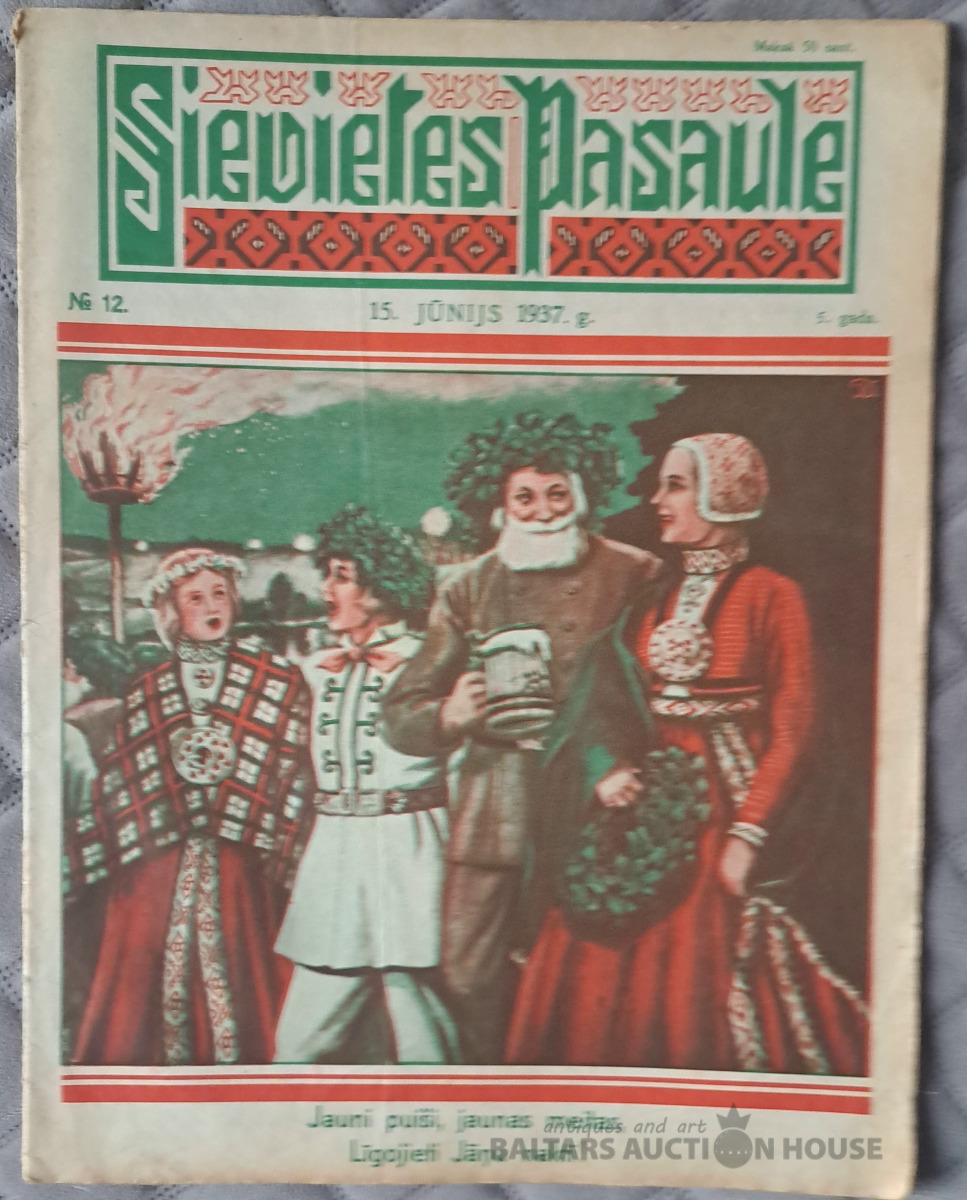 Maksā 50 sant.
Sievietes Pasaule
№ 12.
15. JŪNIJS 1937. g.
5. gads.
Jauni puiši, jaunas meitas,
Līgojieti Jāņu nakti
antiques and art
BALTARS AUCTION HOUSE